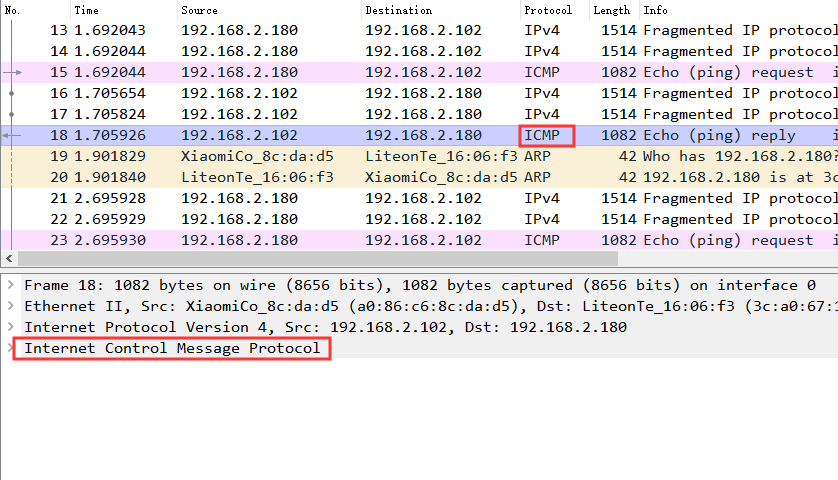 No. Time Source Destination Protocol Length Info
13 1.692043 192.168.2.180 192.168.2.102 IPv4 1514 Fragmented IP protocol
14 1.692044 192.168.2.180 192.168.2.102 IPv4 1514 Fragmented IP protocol
15 1.692044 192.168.2.180 192.168.2.102 ICMP 1082 Echo (ping) request i
16 1.705654 192.168.2.102 192.168.2.180 IPv4 1514 Fragmented IP protocol
17 1.705824 192.168.2.102 192.168.2.180 IPv4 1514 Fragmented IP protocol
18 1.705926 192.168.2.102 192.168.2.180 ICMP 1082 Echo (ping) reply i
19 1.901829 XiaomiCo_8c:da:d5 LiteonTe_16:06:f3 ARP 42 Who has 192.168.2.180?
20 1.901840 LiteonTe_16:06:f3 XiaomiCo_8c:da:d5 ARP 42 192.168.2.180 is at 3c
21 2.695928 192.168.2.180 192.168.2.102 IPv4 1514 Fragmented IP protocol
22 2.695929 192.168.2.180 192.168.2.102 IPv4 1514 Fragmented IP protocol
23 2.695930 192.168.2.180 192.168.2.102 ICMP 1082 Echo (ping) request i
Frame 18: 1082 bytes on wire (8656 bits), 1082 bytes captured (8656 bits) on interface 0
Ethernet II, Src: XiaomiCo_8c:da:d5 (a0:86:c6:8c:da:d5), Dst: LiteonTe_16:06:f3 (3c:a0:67:1
Internet Protocol Version 4, Src: 192.168.2.102, Dst: 192.168.2.180
Internet Control Message Protocol